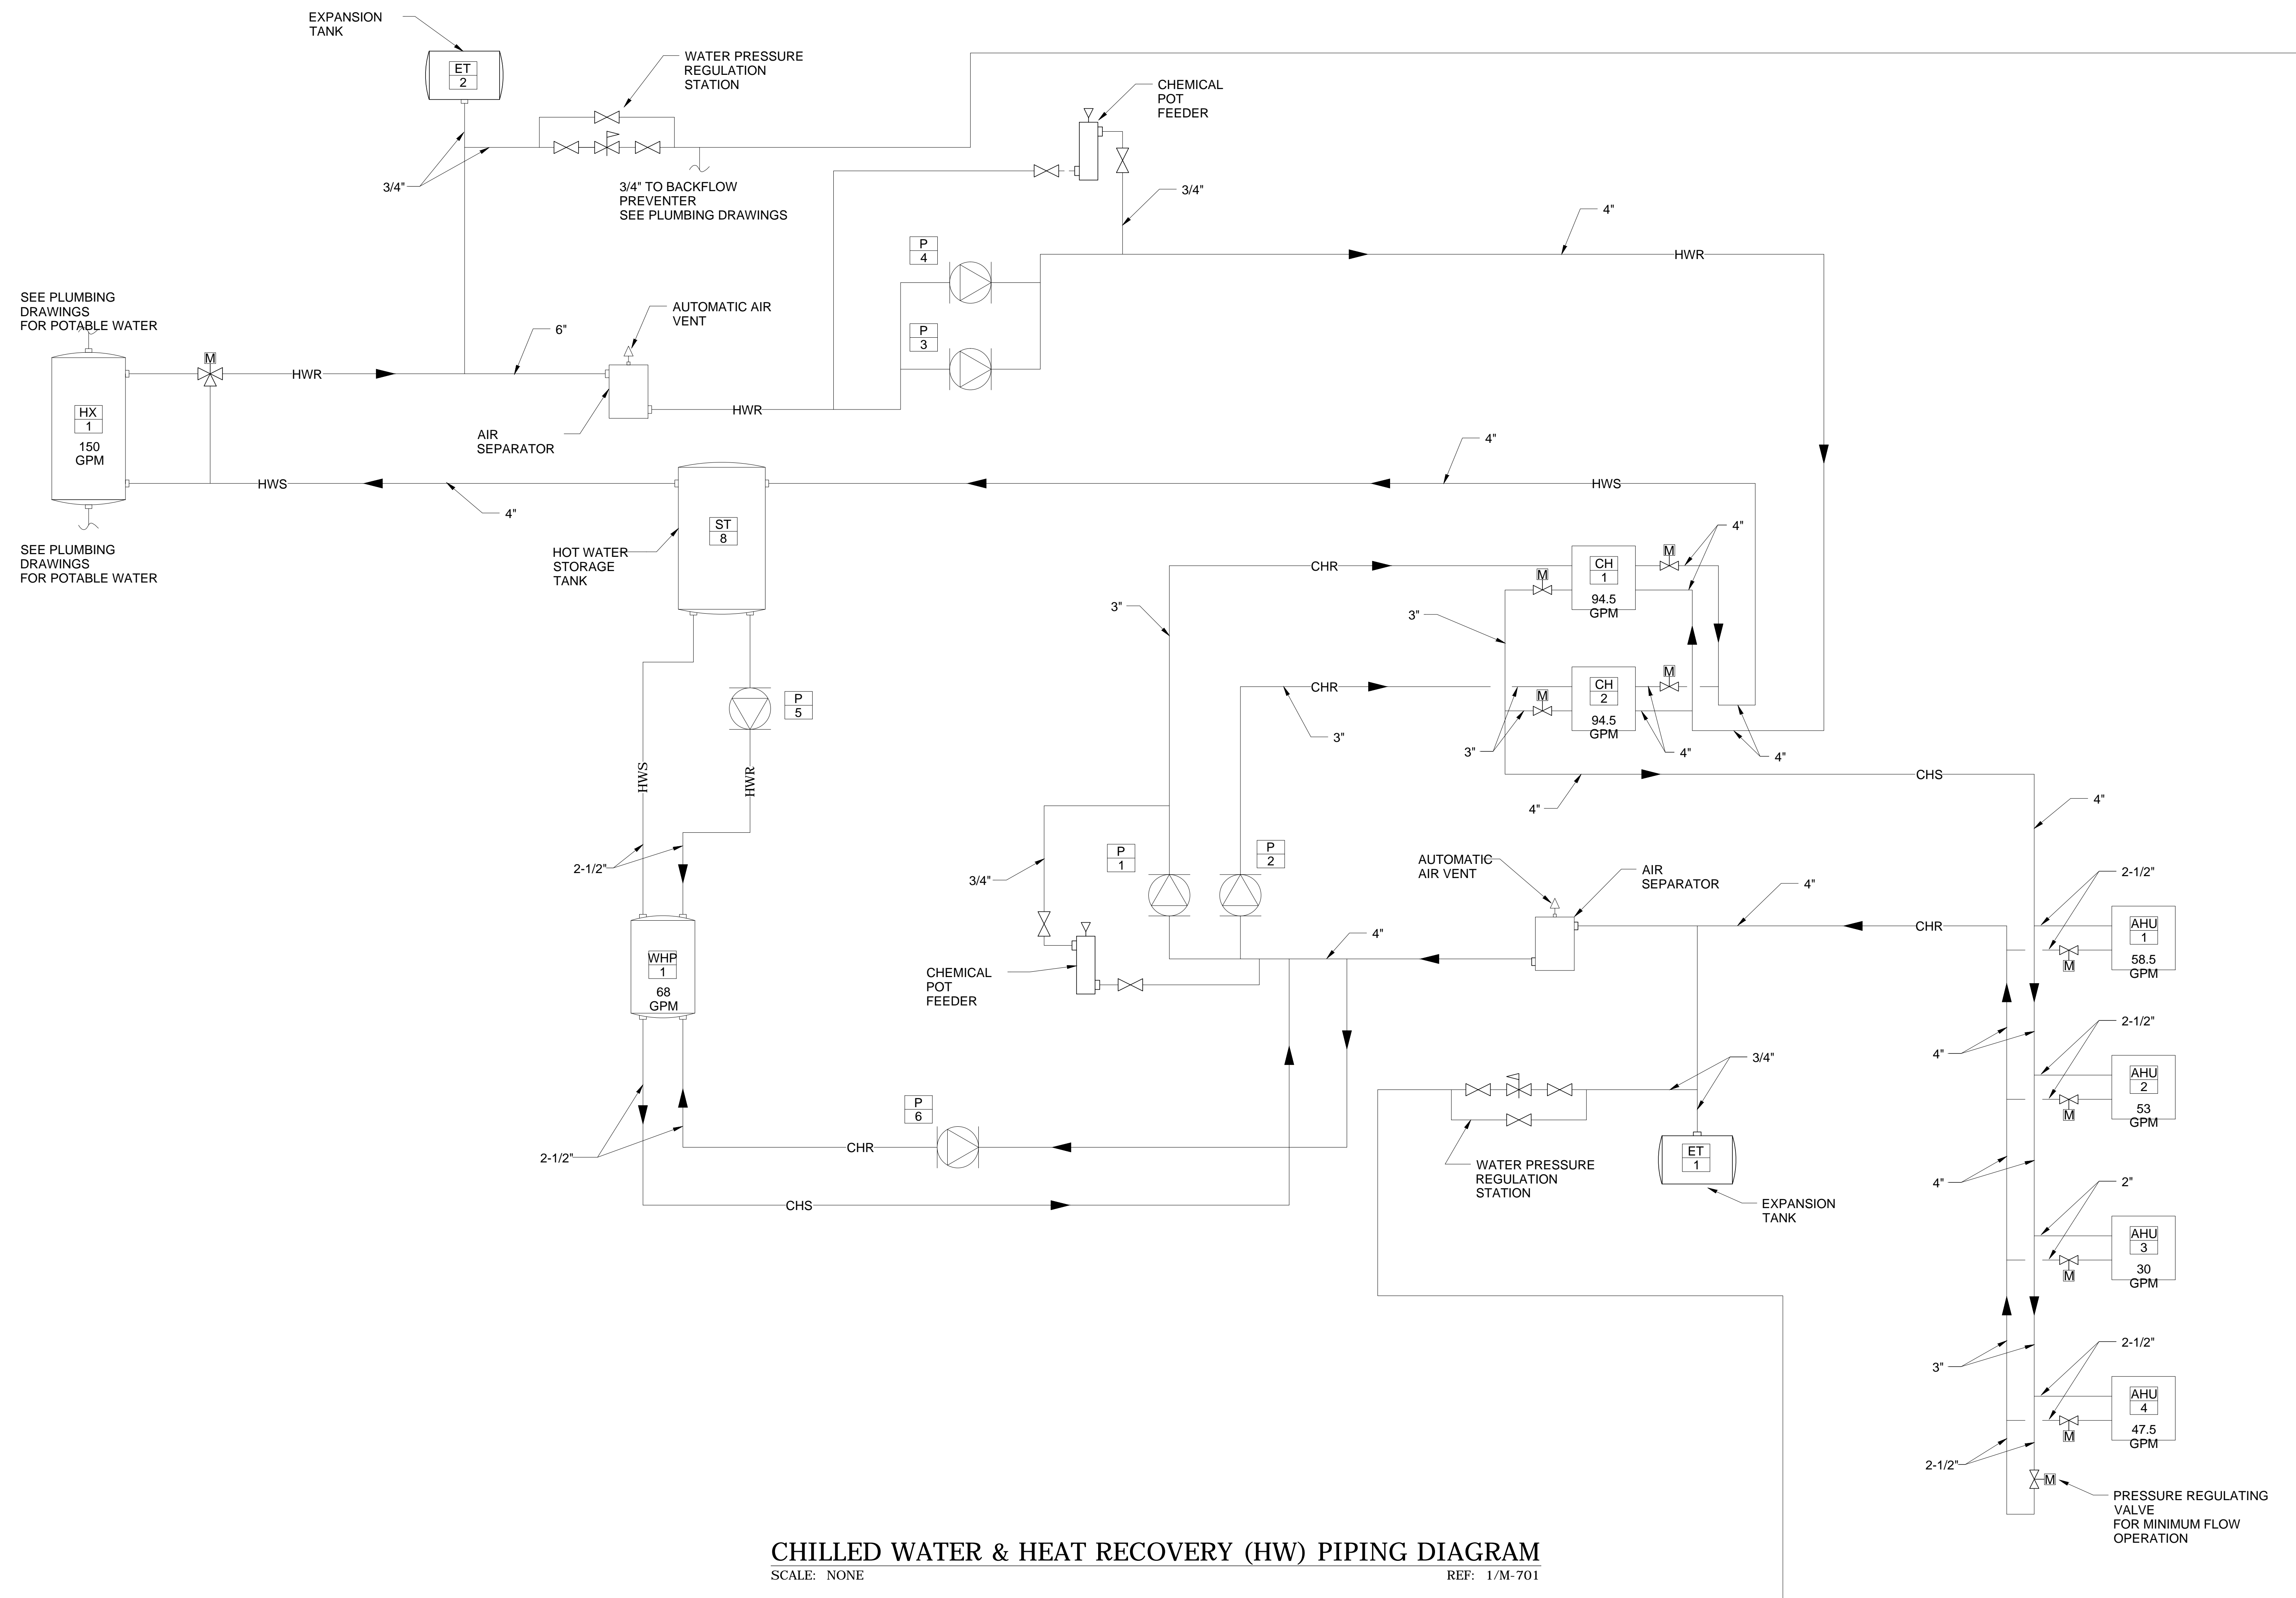 EXPANSION
TANK
ET
2
WATER PRESSURE
REGULATION
STATION
CHEMICAL
POT
FEEDER
3/4"
3/4" TO BACKFLOW
PREVENTER
SEE PLUMBING DRAWINGS
3/4"
4"
P
4
HWR
SEE PLUMBING
DRAWINGS
FOR POTABLE WATER
AUTOMATIC AIR
VENT
6"
P
3
M
HWR
HX
1
150
GPM
HWR
AIR
SEPARATOR
4"
HWS
HWS
4"
ST
8
4"
SEE PLUMBING
DRAWINGS
FOR POTABLE WATER
HOT WATER
STORAGE
TANK
CHR
M
M
CH
1
94.5
GPM
3"
3"
CHR
M
M
CH
2
94.5
GPM
P
5
3"
3"
4"
4"
HWS
HWR
CHS
4"
4"
P
1
P
2
2-1/2"
3/4"
AUTOMATIC
AIR VENT
AIR
SEPARATOR
4"
2-1/2"
CHR
AHU
1
58.5
GPM
M
4"
WHP
1
68
GPM
CHEMICAL
POT
FEEDER
2-1/2"
4"
3/4"
AHU
2
53
GPM
M
P
6
CHR
2-1/2"
ET
1
WATER PRESSURE
REGULATION
STATION
4"
2"
CHS
EXPANSION
TANK
AHU
3
30
GPM
M
3"
2-1/2"
AHU
4
47.5
GPM
M
2-1/2"
M
PRESSURE REGULATING
VALVE
FOR MINIMUM FLOW
OPERATION
CHILLED WATER & HEAT RECOVERY (HW) PIPING DIAGRAM
SCALE: NONE
REF: 1/M-701